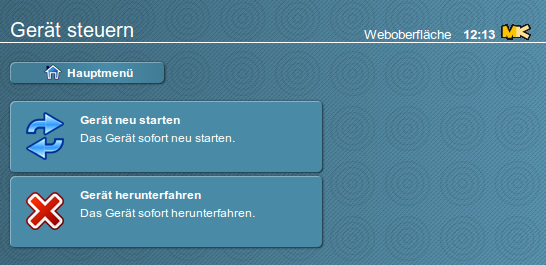 Gerät steuern
Weboberfläche 12:13 MK
Hauptmenü
Gerät neu starten
Das Gerät sofort neu starten.
Gerät herunterfahren
Das Gerät sofort herunterfahren.